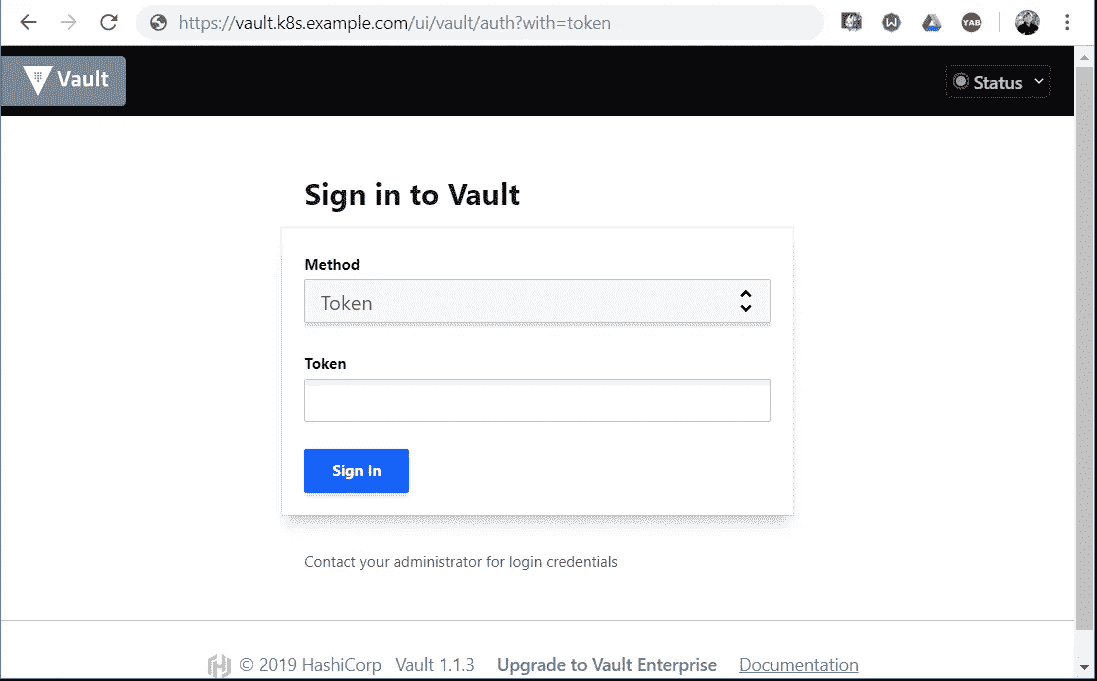 https://vault.k8s.example.com/ui/vault/auth?with=token
W
YAB
Vault
Status
Sign in to Vault
Method
Token
Token
Sign In
Contact your administrator for login credentials
© 2019 HashiCorp Vault 1.1.3 Upgrade to Vault Enterprise Documentation